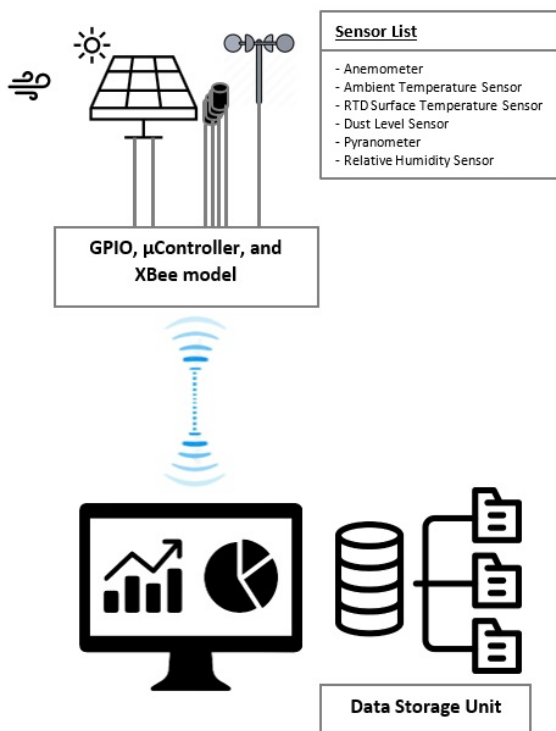 Sensor List
- Anemometer
- Ambient Temperature Sensor
- RTD Surface Temperature Sensor
- Dust Level Sensor
- Pyranometer
- Relative Humidity Sensor
GPIO, µController, and
XBee model
Data Storage Unit